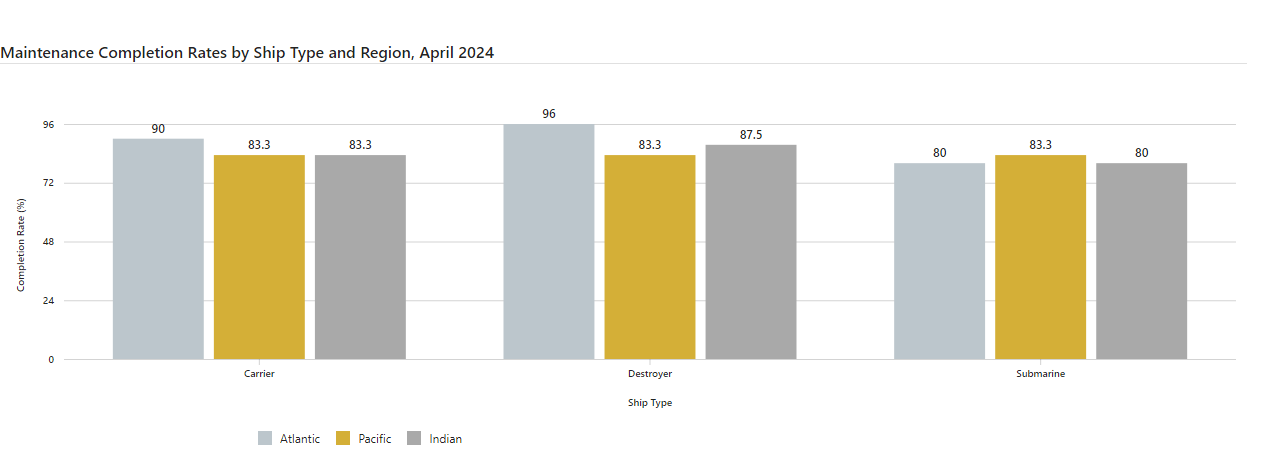 Maintenance Completion Rates by Ship Type and Region, April 2024
96
90
83.3
83.3
96
83.3
87.5
80
83.3
80
72
48
24
0
Completion Rate (%)
Carrier
Destroyer
Submarine
Ship Type
Atlantic
Pacific
Indian